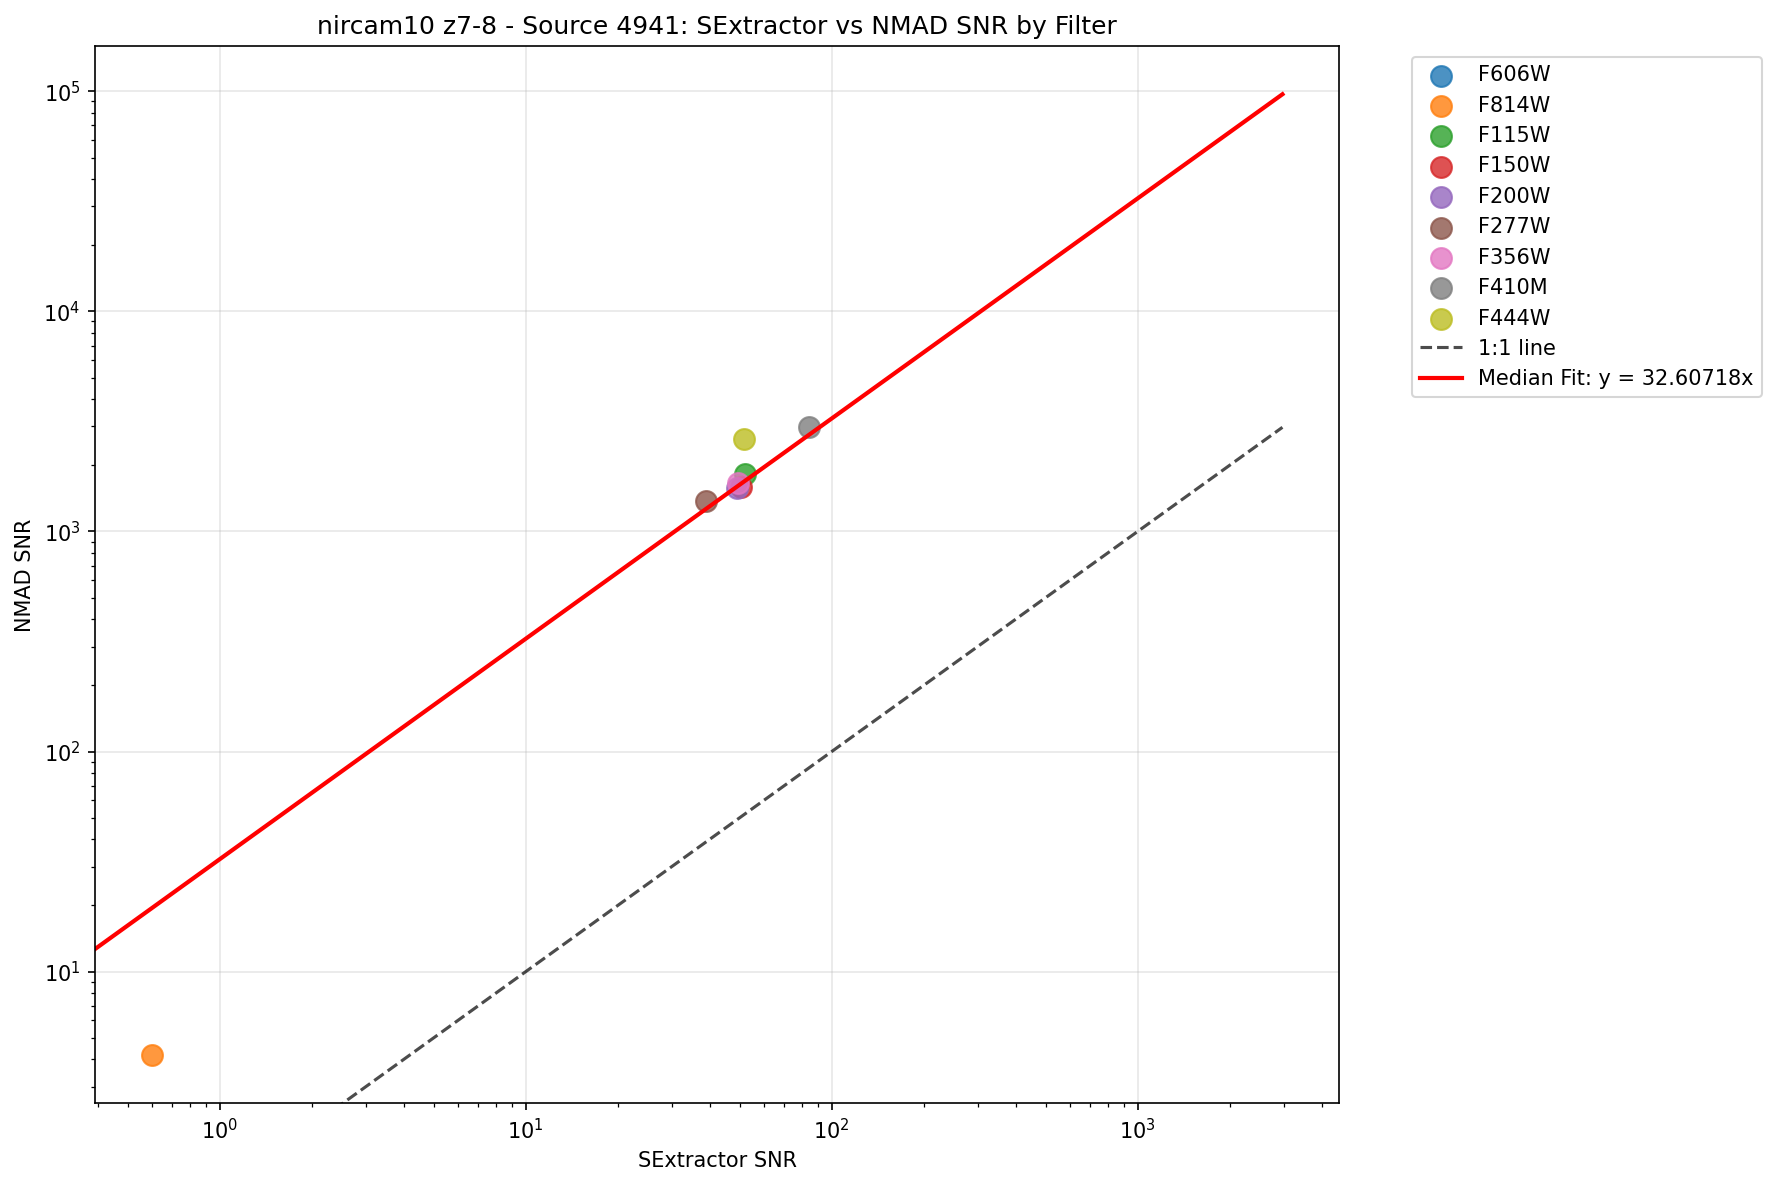 nircam10 z7-8 - Source 4941: SExtractor vs NMAD SNR by Filter
NMAD SNR
10^5
10^4
10^3
10^2
10^1
10^0
10^1
10^2
10^3
SExtractor SNR
F606W
F814W
F115W
F150W
F200W
F277W
F356W
F410M
F444W
1:1 line
Median Fit: y = 32.60718x